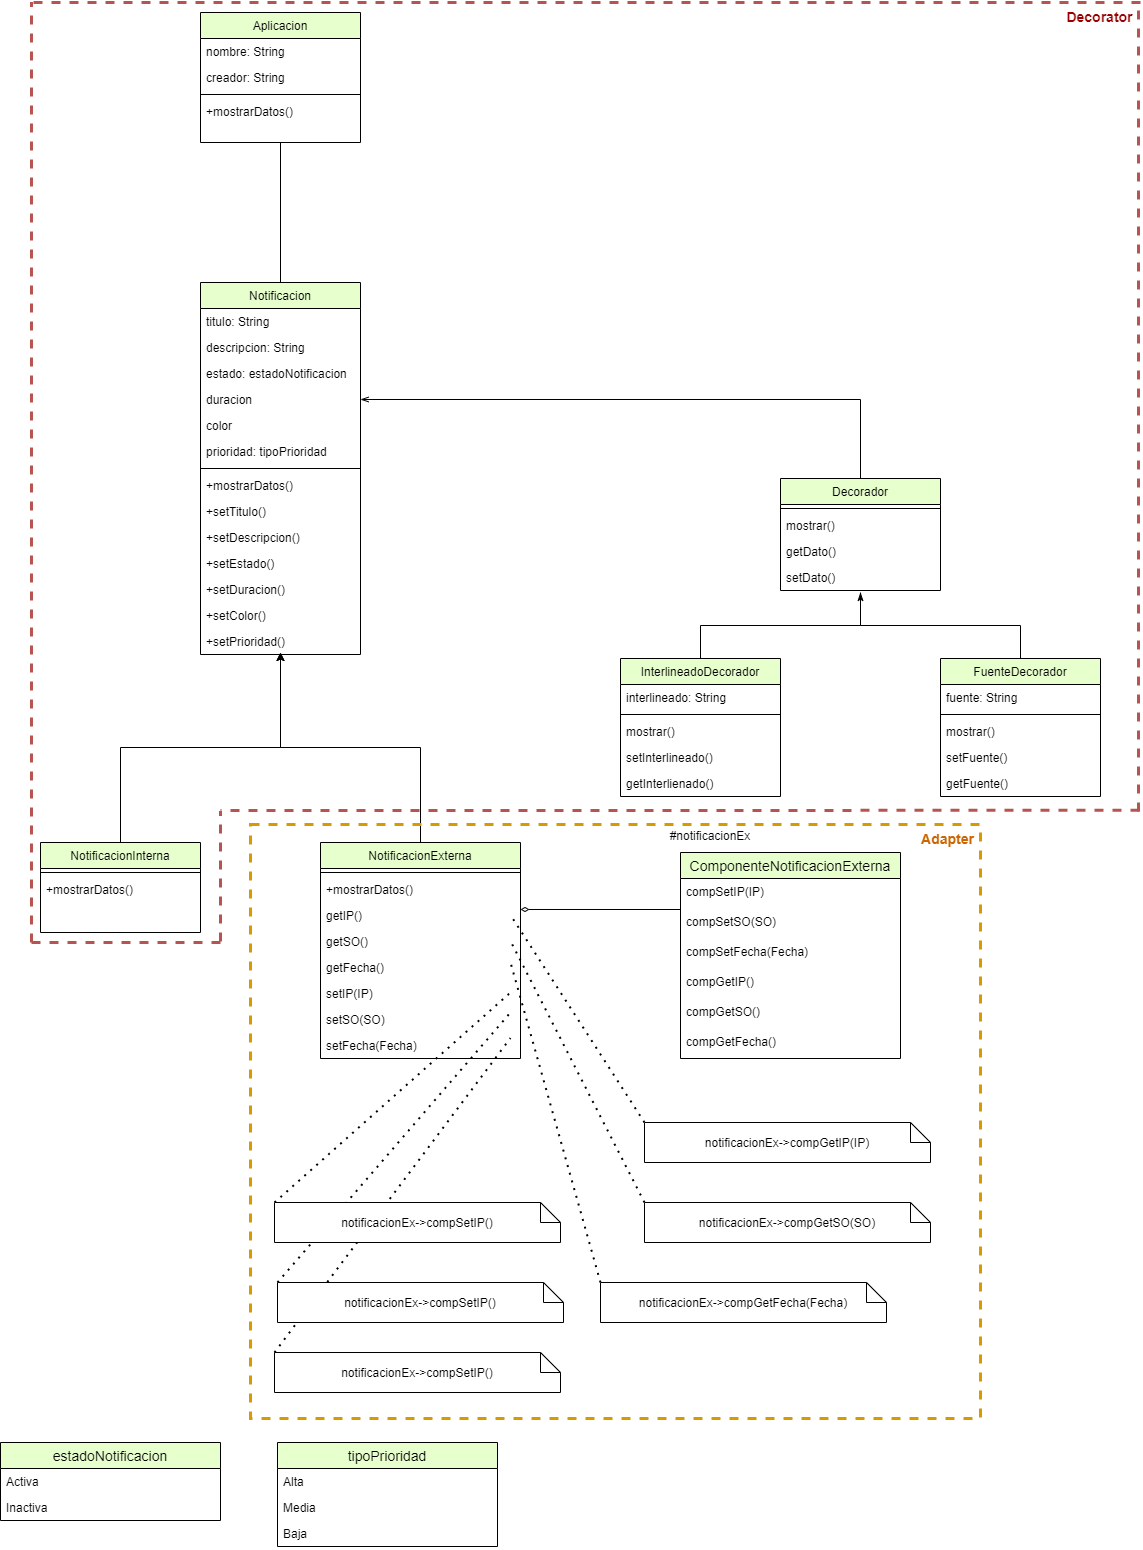 Decorator
Aplicacion
nombre: String
creador: String
+mostrarDatos()
Notificacion
titulo: String
descripcion: String
estado: estadoNotificacion
duracion
color
prioridad: tipoPrioridad
+mostrarDatos()
+setTitulo()
+setDescripcion()
+setEstado()
+setDuracion()
+setColor()
+setPrioridad()
Decorador
mostrar()
getDato()
setDato()
InterlineadoDecorador
interlineado: String
mostrar()
setInterlineado()
getInterlienado()
FuenteDecorador
fuente: String
mostrar()
setFuente()
getFuente()
NotificacionInterna
+mostrarDatos()
Adapter
NotificacionExterna
+mostrarDatos()
getIP()
getSO()
getFecha()
setIP(IP)
setSO(SO)
setFecha(Fecha)
#notificacionEx
ComponenteNotificacionExterna
compSetIP(IP)
compSetSO(SO)
compSetFecha(Fecha)
compGetIP()
compGetSO()
compGetFecha()
notificacionEx->compGetIP(IP)
notificacionEx->compSetIP()
notificacionEx->compGetSO(SO)
notificacionEx->compSetIP()
notificacionEx->compGetFecha(Fecha)
notificacionEx->compSetIP()
estadoNotificacion
Activa
Inactiva
tipoPrioridad
Alta
Media
Baja